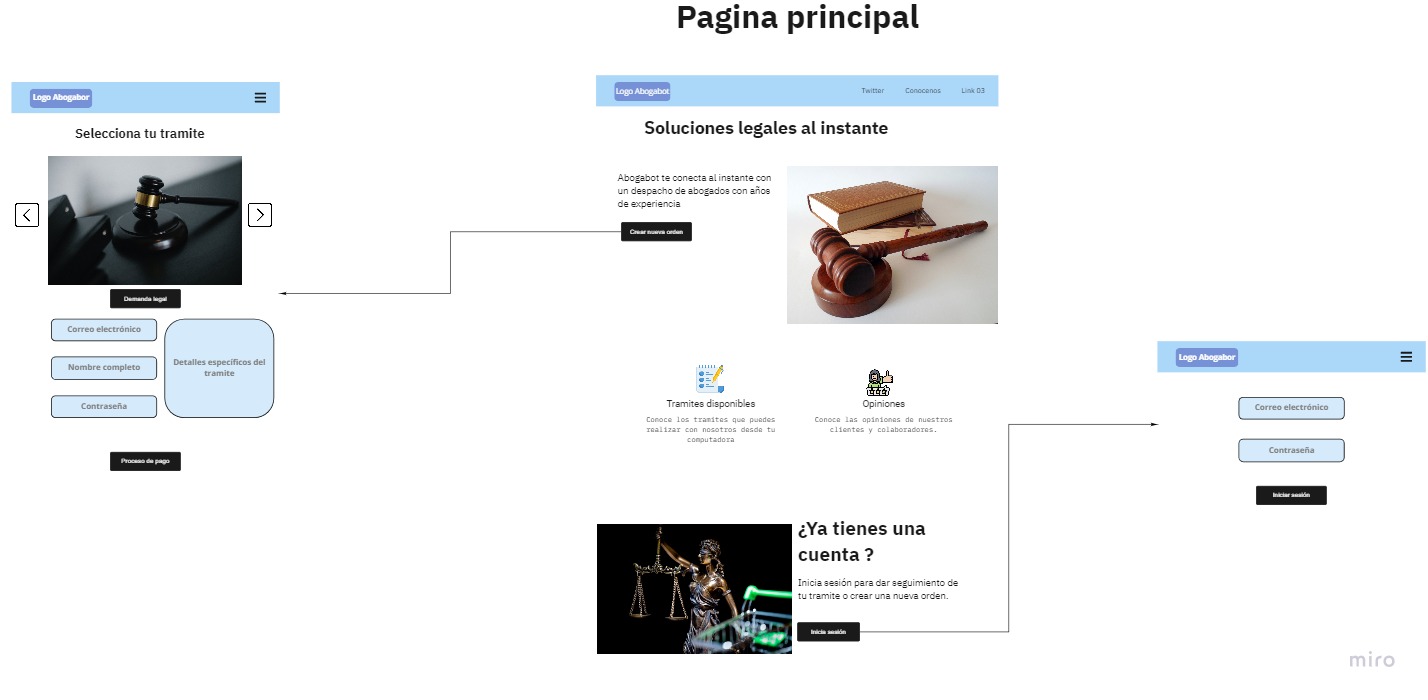 Pagina principal
Logo Abogabor
Selecciona tu tramite
Demanda legal
Correo electrónico
Nombre completo
Contraseña
Detalles específicos del
tramite
Proceso de pago
Logo Abogabot
Twitter
Conocenos
Link 03
Soluciones legales al instante
Abogabot te conecta al instante con
un despacho de abogados con años
de experiencia
Crear nueva orden
Tramites disponibles
Conoce los tramites que puedes
realizar con nosotros desde tu
computadora
Opiniones
Conoce las opiniones de nuestros
clientes y colaboradores.
¿Ya tienes una
cuenta ?
Inicia sesión para dar seguimiento de
tu tramite o crear una nueva orden.
Inicia sesión
Logo Abogabor
Correo electrónico
Contraseña
Iniciar sesión
miro